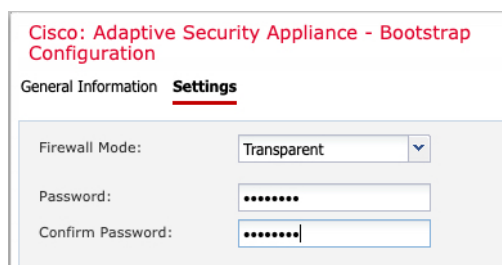 Cisco: Adaptive Security Appliance - Bootstrap
Configuration
General Information Settings
Firewall Mode: Transparent
Password: ••••••••
Confirm Password: ••••••••